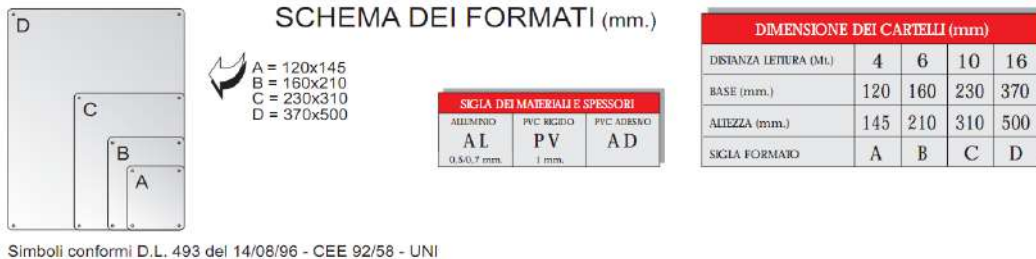 SCHEMA DEI FORMATI (mm.)
D
C
B
A
A = 120x145
B = 160x210
C = 230x310
D = 370x500
SIGLA DEI MATERIALI E SPESSORI
ALLUMINIO PVC RIGIDO PVC ADESIVO
AL PV AD
0,5/0,7 mm. 1 mm.
DIMENSIONE DEI CARTELLI (mm)
DISTANZA LETTURA (Mt.) 4 6 10 16
BASE (mm.) 120 160 230 370
ALTEZZA (mm.) 145 210 310 500
SIGLA FORMATO A B C D
Simboli conformi D.L. 493 del 14/08/96 - CEE 92/58 - UNI